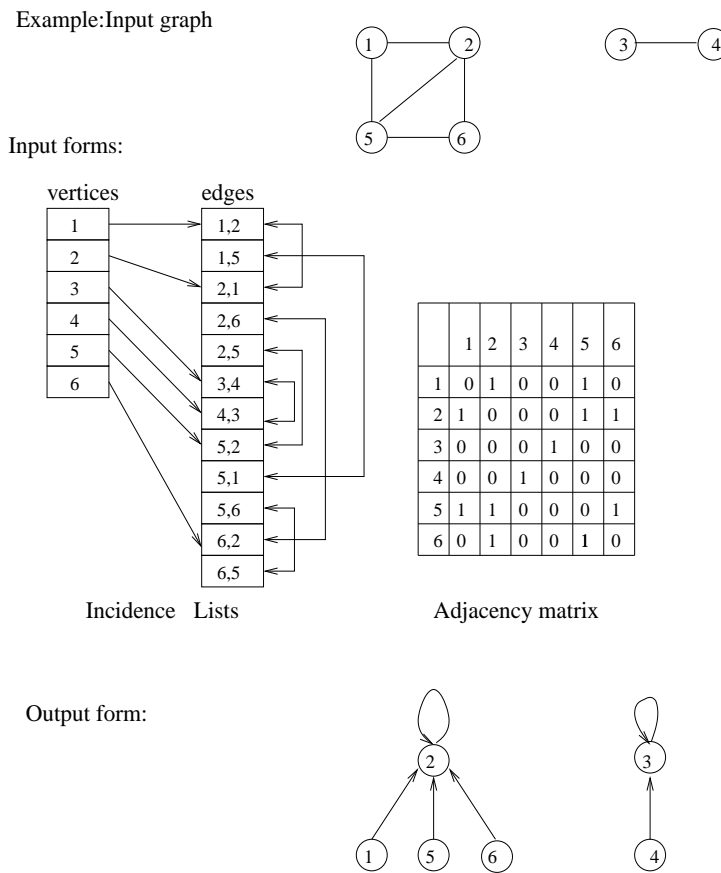 Example:Input graph
1 2 3 4
5 6
Input forms:
vertices edges
1 1,2
2 1,5
3 2,1
4 2,6
5 2,5
6 3,4
4,3
5,2
5,1
5,6
6,2
6,5
1 2 3 4 5 6
1 0 1 0 0 1 0
2 1 0 0 0 1 1
3 0 0 0 1 0 0
4 0 0 1 0 0 0
5 1 1 0 0 0 1
6 0 1 0 0 1 0
Incidence Lists
Adjacency matrix
Output form:
2 3
1 5 6 4